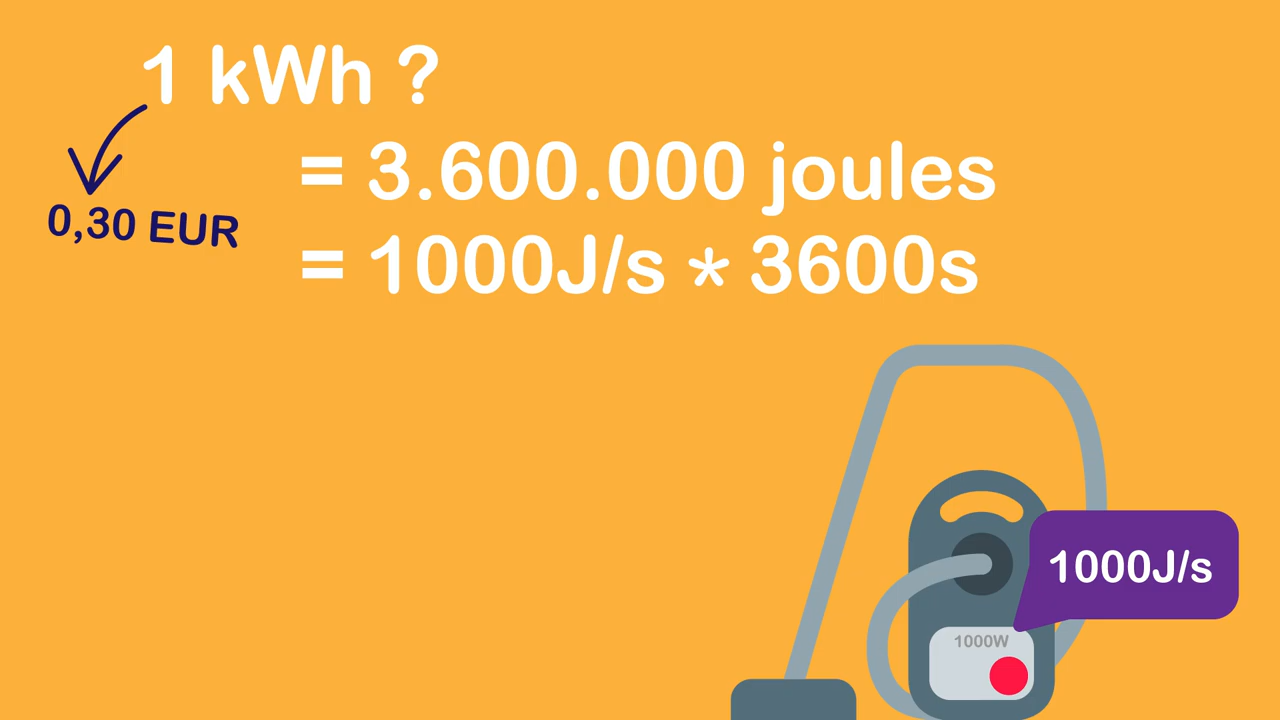 1 kWh ?
= 3.600.000 joules
0,30 EUR
= 1000J/s * 3600s
1000J/s
1000W